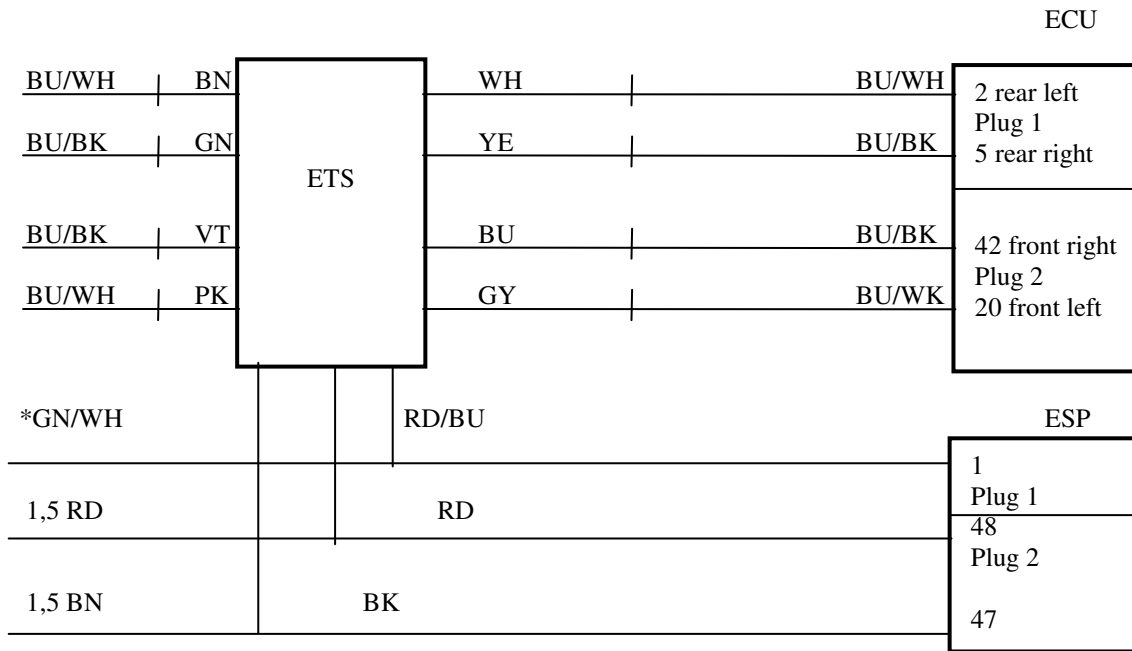 ECU
BU/WH BN WH BU/WH 2 rear left
Plug 1
BU/BK GN YE BU/BK 5 rear right
ETS
BU/BK VT BU BU/BK 42 front right
Plug 2
BU/WH PK GY BU/WK 20 front left
*GN/WH RD/BU ESP
1
Plug 1
1,5 RD RD 48
Plug 2
1,5 BN BK 47